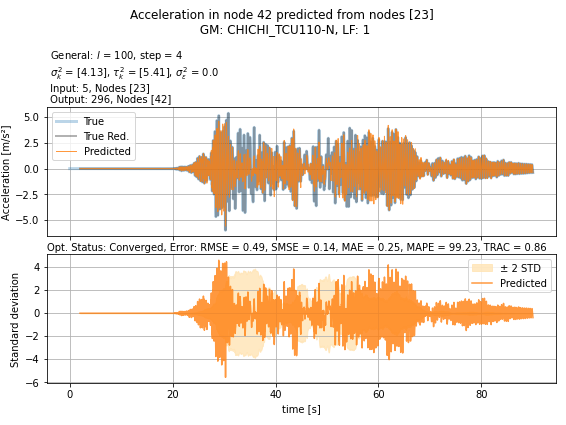 Acceleration in node 42 predicted from nodes [23]
GM: CHICHI_TCU110-N, LF: 1
General: l = 100, step = 4
σ²ₖ = [4.13], τ²ₖ = [5.41], σ²ε = 0.0
Input: 5, Nodes [23]
Output: 296, Nodes [42]
Acceleration [m/s²]
5.0
2.5
0.0
−2.5
−5.0
True
True Red.
Predicted
Opt. Status: Converged, Error: RMSE = 0.49, SMSE = 0.14, MAE = 0.25, MAPE = 99.23, TRAC = 0.86
Standard deviation
4
2
0
−2
−4
−6
± 2 STD
Predicted
0 20 40 60 80
time [s]